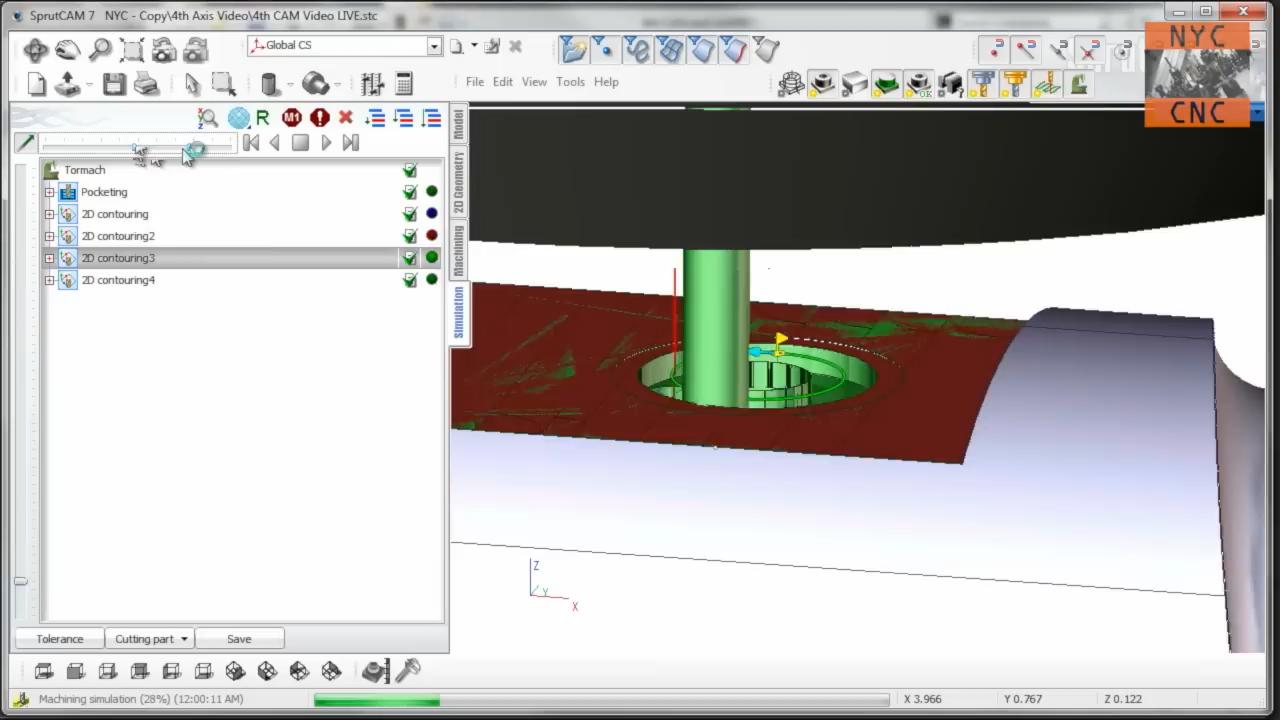 SprutCAM 7 NYC - Copy\4th Axis Video\4th CAM Video LIVE.stc
NYC
CNC
Global CS
File Edit View Tools Help
OK
R M1
Tormach
Pocketing
2D contouring
2D contouring2
2D contouring3
2D contouring4
Model
2D Geometry
Machining
Simulation
Z
Y
X
Tolerance Cutting part Save
Machining simulation (28%) (12:00:11 AM) X 3.966 Y 0.767 Z 0.122